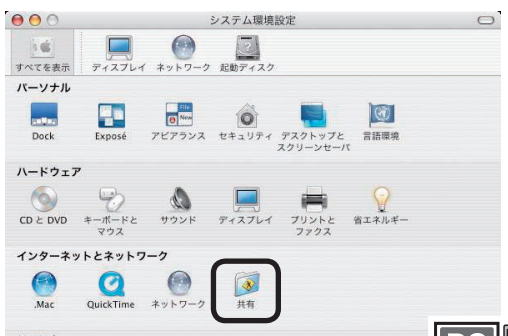 システム環境設定
すべてを表示 ディスプレイ ネットワーク 起動ディスク
パーソナル
File
New
Dock Exposé アピアランス セキュリティ デスクトップと
スクリーンセーバ 言語環境
ハードウェア
CD と DVD キーボードと
マウス サウンド ディスプレイ プリントと
ファクス 省エネルギー
インターネットとネットワーク
.Mac QuickTime ネットワーク 共有